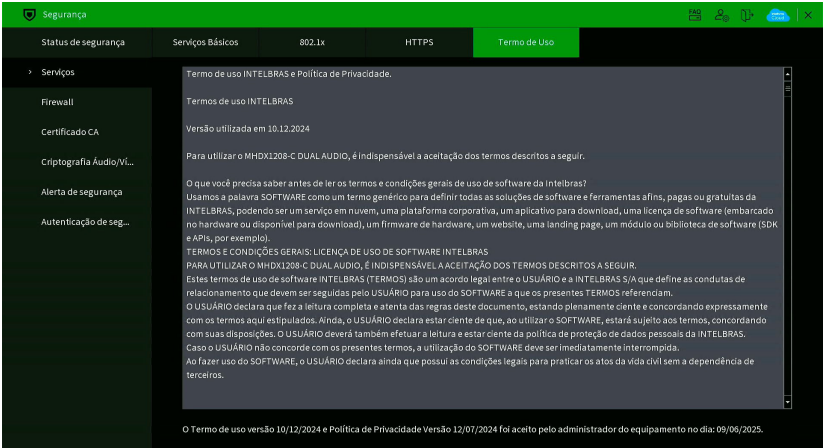 Segurança
FAQ
Status de segurança
Serviços Básicos
802.1x
HTTPS
Termo de Uso
Serviços
Firewall
Certificado CA
Criptografia Áudio/Ví...
Alerta de segurança
Autenticação de seg...
Termo de uso INTELBRAS e Política de Privacidade.
Termos de uso INTELBRAS
Versão utilizada em 10.12.2024
Para utilizar o MHDX1208-C DUAL AUDIO, é indispensável a aceitação dos termos descritos a seguir.
O que você precisa saber antes de ler os termos e condições gerais de uso de software da Intelbras?
Usamos a palavra SOFTWARE como um termo genérico para definir todas as soluções de software e ferramentas afins, pagas ou gratuitas da
INTELBRAS, podendo ser um serviço em nuvem, uma plataforma corporativa, um aplicativo para download, uma licença de software (embarcado
no hardware ou disponível para download), um firmware de hardware, um website, uma landing page, um módulo ou biblioteca de software (SDK
e APIs, por exemplo).
TERMOS E CONDIÇÕES GERAIS: LICENÇA DE USO DE SOFTWARE INTELBRAS
PARA UTILIZAR O MHDX1208-C DUAL AUDIO, É INDISPENSÁVEL A ACEITAÇÃO DOS TERMOS DESCRITOS A SEGUIR.
Estes termos de uso de software INTELBRAS (TERMOS) são um acordo legal entre o USUÁRIO e a INTELBRAS S/A que define as condutas de
relacionamento que devem ser seguidas pelo USUÁRIO para uso do SOFTWARE a que os presentes TERMOS referenciam.
O USUÁRIO declara que fez a leitura completa e atenta das regras deste documento, estando plenamente ciente e concordando expressamente
com os termos aqui estipulados. Ainda, o USUÁRIO declara estar ciente de que, ao utilizar o SOFTWARE, estará sujeito aos termos, concordando
com suas disposições. O USUÁRIO deverá também efetuar a leitura e estar ciente da política de proteção de dados pessoais da INTELBRAS.
Caso o USUÁRIO não concorde com os presentes termos, a utilização do SOFTWARE deve ser imediatamente interrompida.
Ao fazer uso do SOFTWARE, o USUÁRIO declara ainda que possui as condições legais para praticar os atos da vida civil sem a dependência de
terceiros.
O Termo de uso versão 10/12/2024 e Política de Privacidade Versão 12/07/2024 foi aceito pelo administrador do equipamento no dia: 09/06/2025.